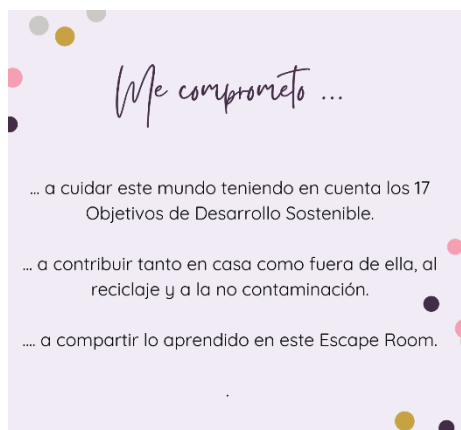 Me comprometo ...
... a cuidar este mundo teniendo en cuenta los 17
Objetivos de Desarrollo Sostenible.
... a contribuir tanto en casa como fuera de ella, al
reciclaje y a la no contaminación.
.... a compartir lo aprendido en este Escape Room.
.